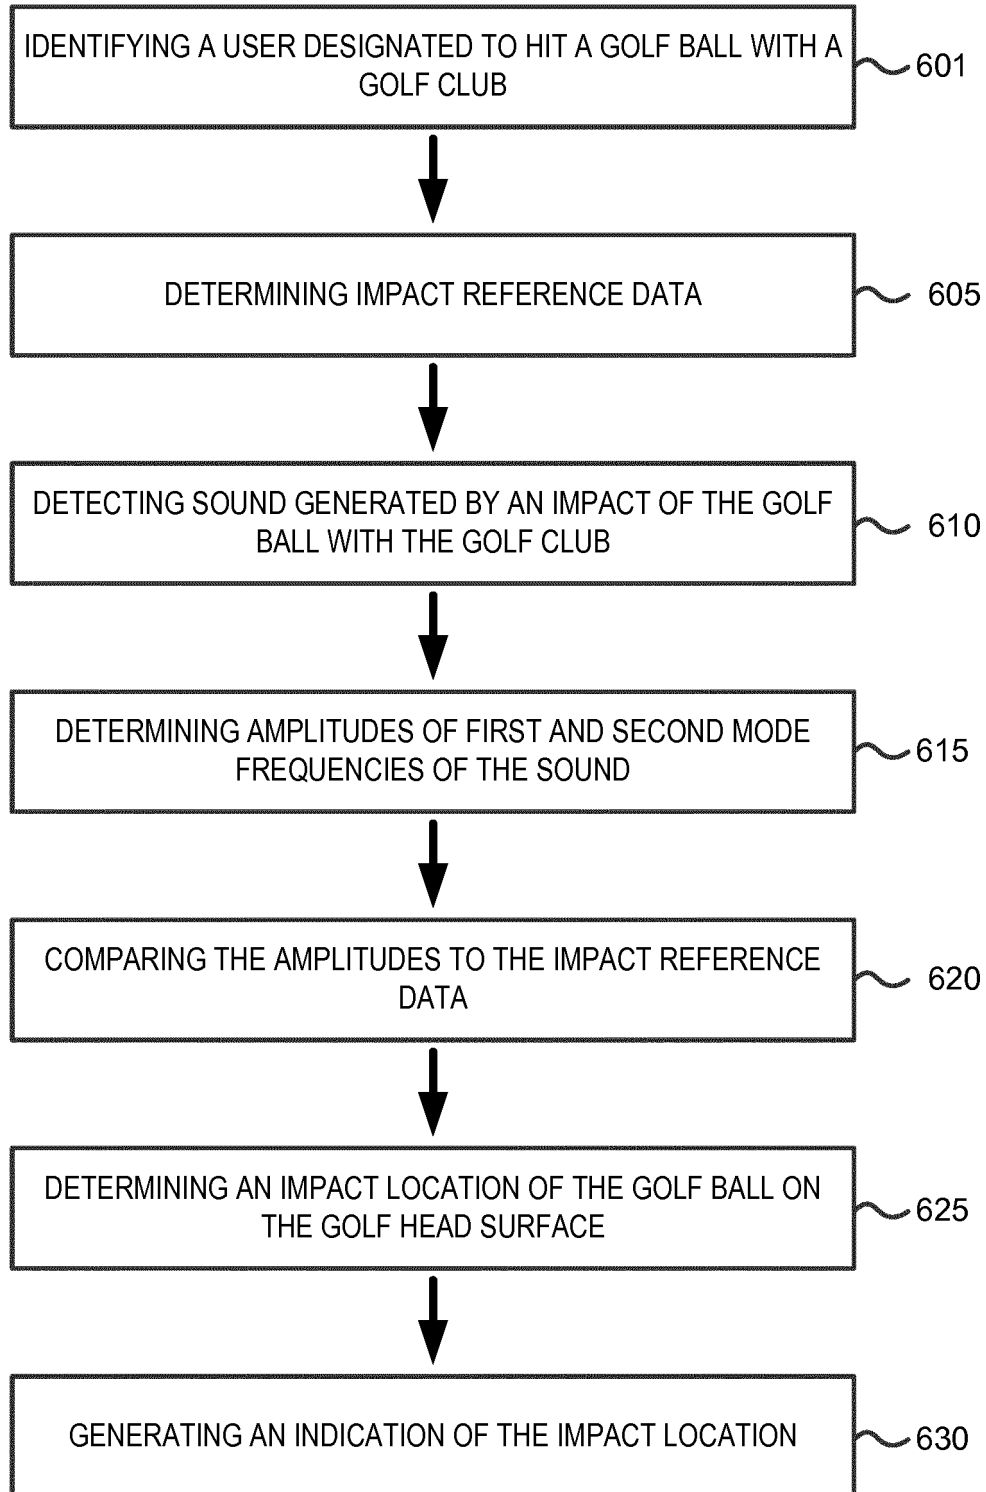 IDENTIFYING A USER DESIGNATED TO HIT A GOLF BALL WITH A
GOLF CLUB
601
DETERMINING IMPACT REFERENCE DATA
605
DETECTING SOUND GENERATED BY AN IMPACT OF THE GOLF
BALL WITH THE GOLF CLUB
610
DETERMINING AMPLITUDES OF FIRST AND SECOND MODE
FREQUENCIES OF THE SOUND
615
COMPARING THE AMPLITUDES TO THE IMPACT REFERENCE
DATA
620
DETERMINING AN IMPACT LOCATION OF THE GOLF BALL ON
THE GOLF HEAD SURFACE
625
GENERATING AN INDICATION OF THE IMPACT LOCATION
630